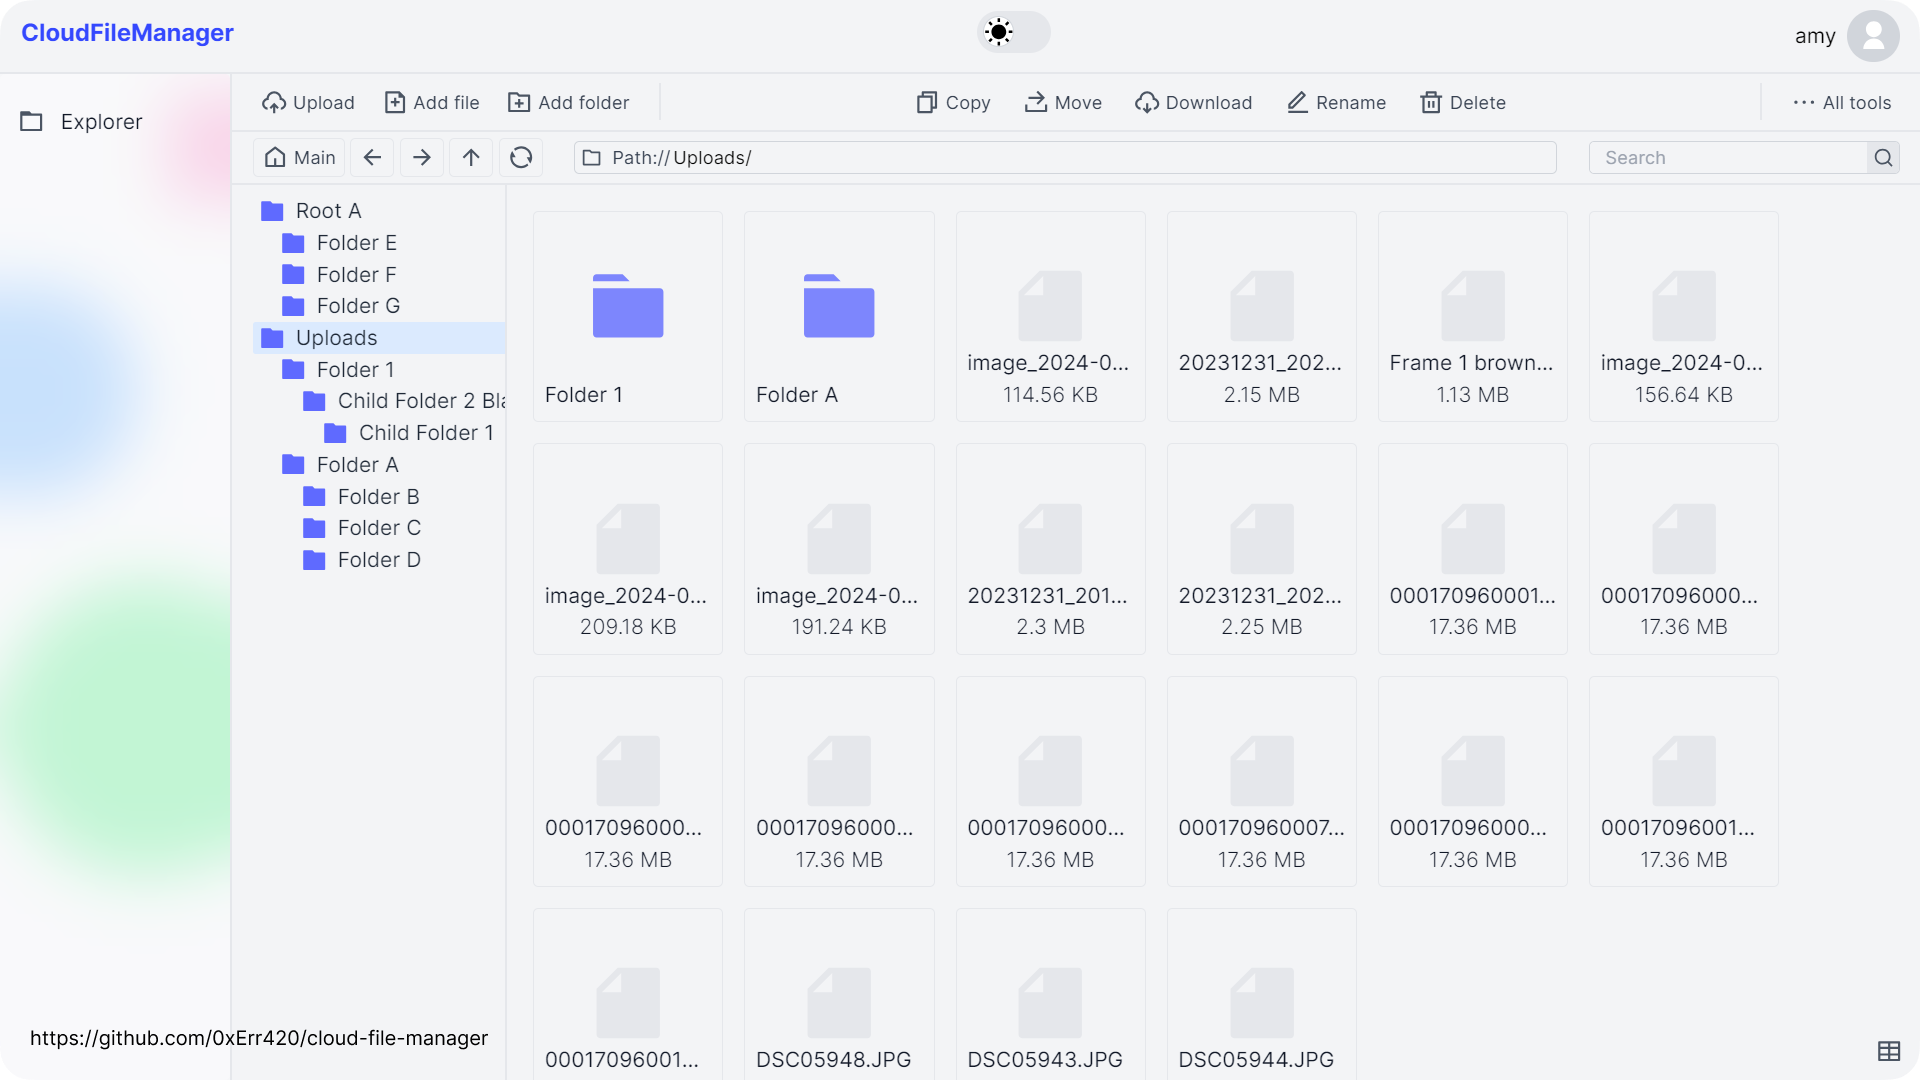 CloudFileManager
amy
Explorer
Upload
Add file
Add folder
Copy
Move
Download
Rename
Delete
All tools
Main
Path:// Uploads/
Search
Root A
Folder E
Folder F
Folder G
Uploads
Folder 1
Child Folder 2 Bla
Child Folder 1
Folder A
Folder B
Folder C
Folder D
Folder 1
Folder A
image_2024-0...
114.56 KB
20231231_202...
2.15 MB
Frame 1 brown...
1.13 MB
image_2024-0...
156.64 KB
image_2024-0...
209.18 KB
image_2024-0...
191.24 KB
20231231_201...
2.3 MB
20231231_202...
2.25 MB
000170960001...
17.36 MB
00017096000...
17.36 MB
00017096000...
17.36 MB
00017096000...
17.36 MB
00017096000...
17.36 MB
000170960007...
17.36 MB
00017096000...
17.36 MB
00017096001...
17.36 MB
00017096001...
DSC05948.JPG
DSC05943.JPG
DSC05944.JPG
https://github.com/0xErr420/cloud-file-manager